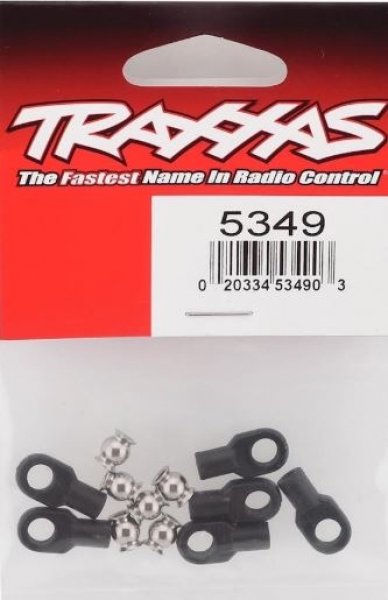 TRAXXAS
The Fastest Name In Radio Control
5349
0 20334 53490 3